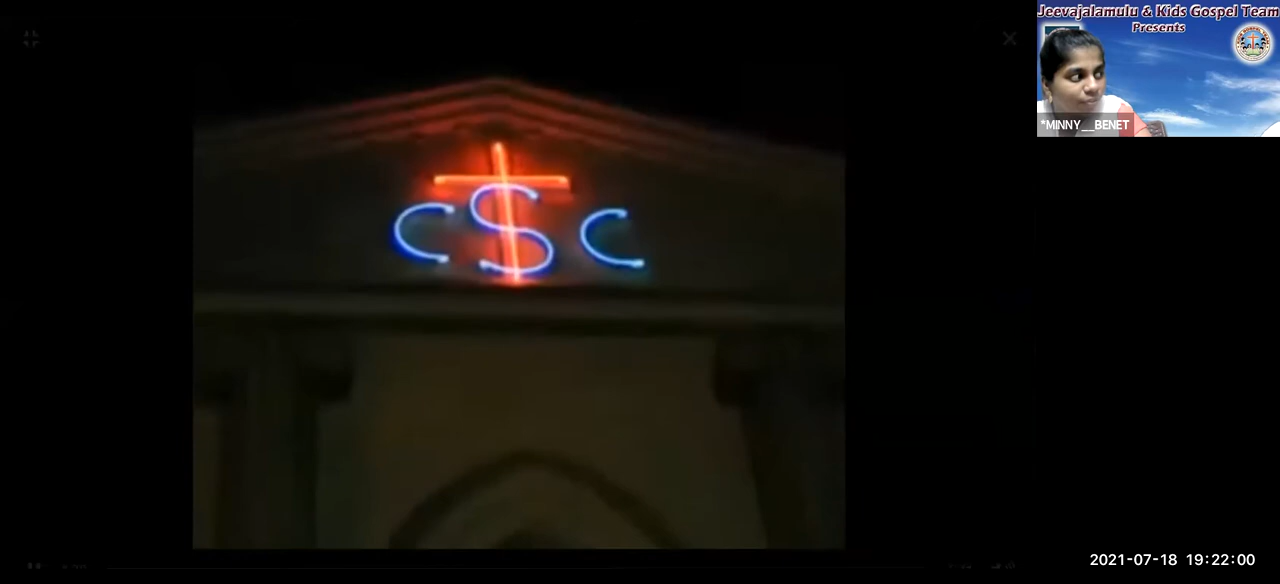 Jeevajalamulu & Kids Gospel Team
Presents
*MINNY__BENET
CSC
2021-07-18 19:22:00